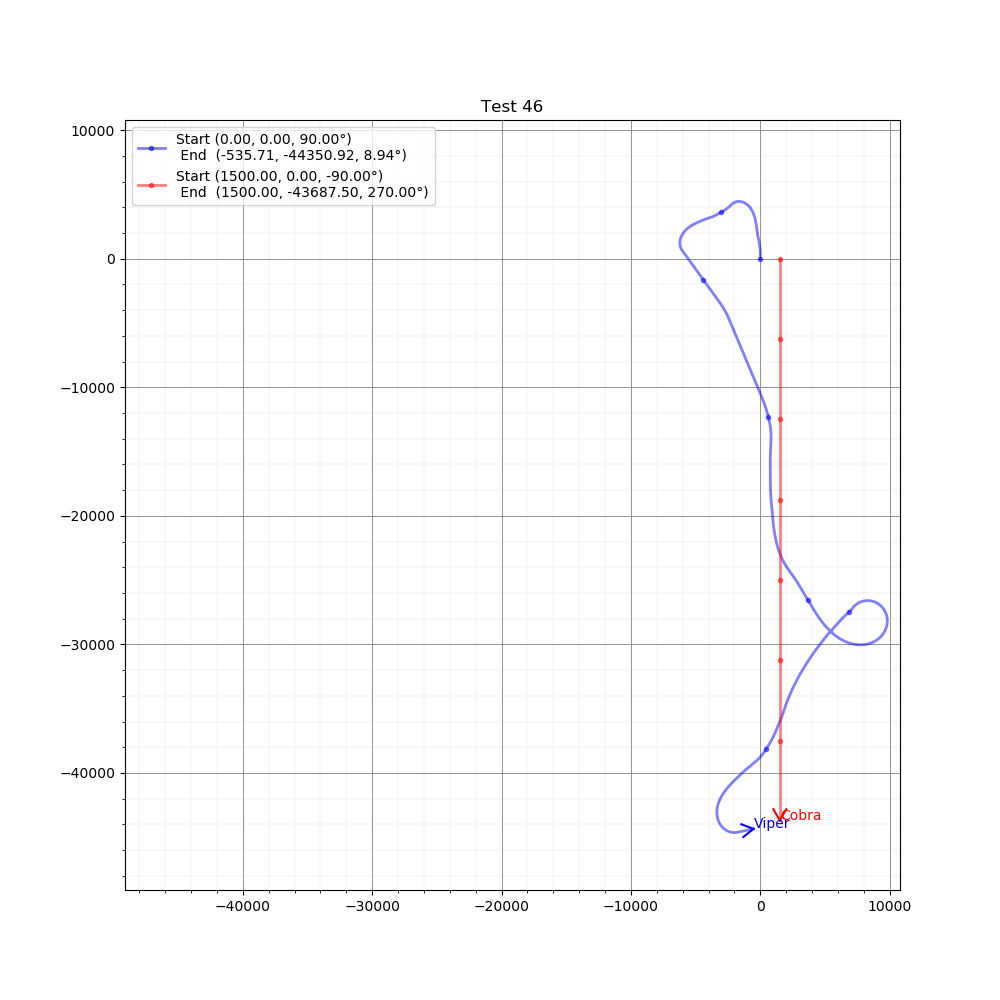 Test 46
Start (0.00, 0.00, 90.00°)
End (-535.71, -44350.92, 8.94°)
Start (1500.00, 0.00, -90.00°)
End (1500.00, -43687.50, 270.00°)
10000
0
−10000
−20000
−30000
−40000
Cobra
Viper
−40000 −30000 −20000 −10000 0 10000